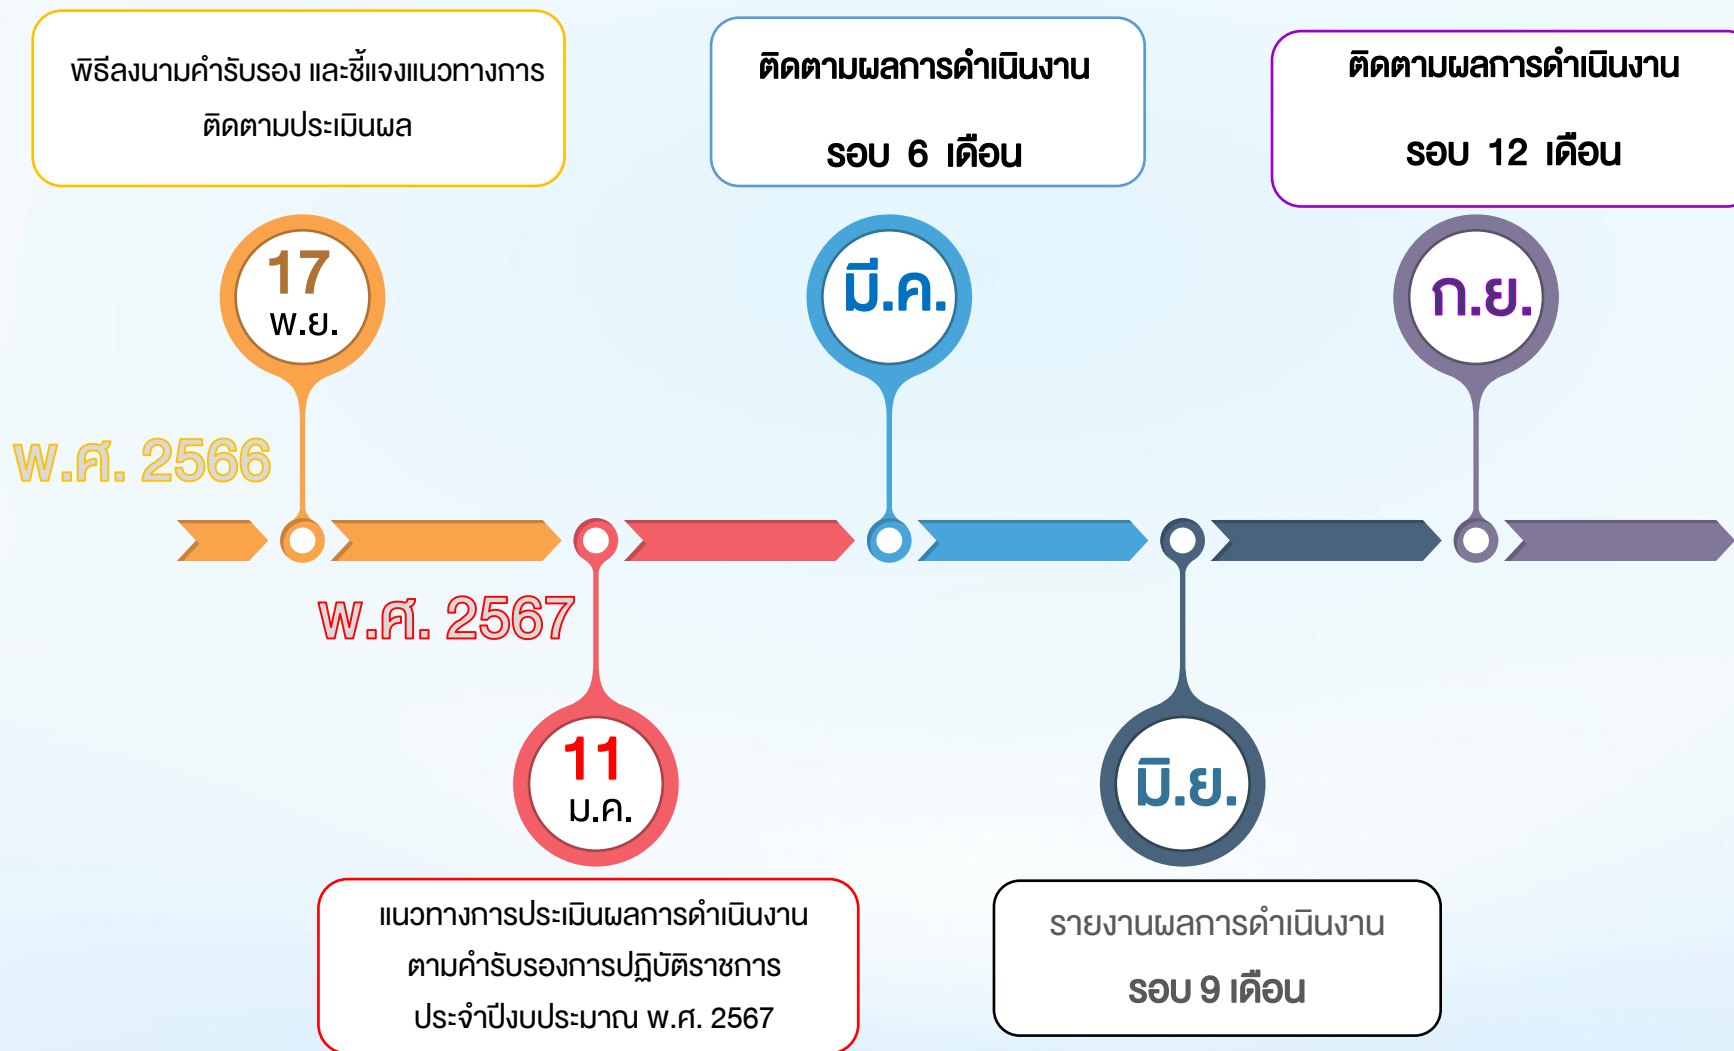 พิธีลงนามคำรับรอง และชี้แจงแนวทางการ
ติดตามประเมินผล
ติดตามผลการดำเนินงาน
รอบ 6 เดือน
ติดตามผลการดำเนินงาน
รอบ 12 เดือน
17
พ.ย.
มี.ค.
ก.ย.
พ.ศ. 2566
พ.ศ. 2567
11
ม.ค.
มิ.ย.
แนวทางการประเมินผลการดำเนินงาน
ตามคำรับรองการปฏิบัติราชการ
ประจำปีงบประมาณ พ.ศ. 2567
รายงานผลการดำเนินงาน
รอบ 9 เดือน